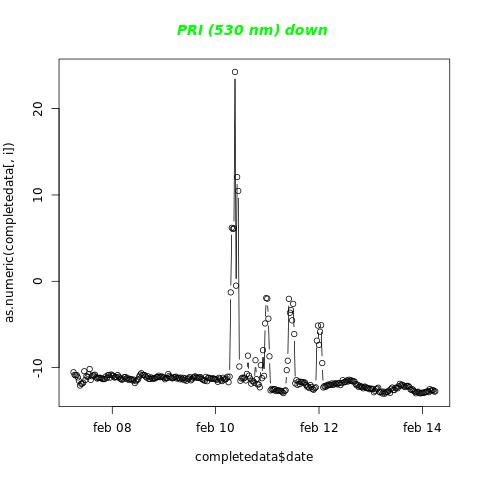 PRI (530 nm) down
as.numeric(completedata[, i])
20
10
0
-10
feb 08 feb 10 feb 12 feb 14
completedata$date